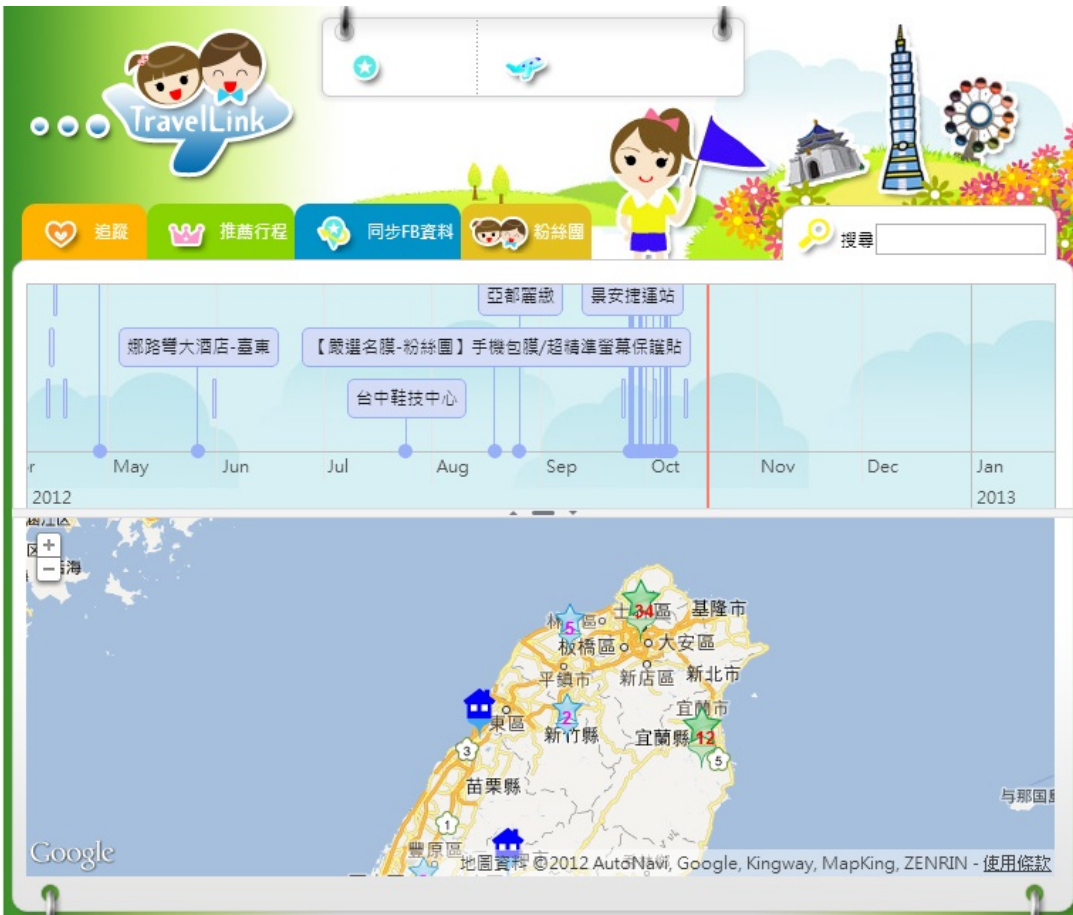 TravelLink
追蹤
推薦行程
同步FB資料
粉絲團
搜尋
亞都麗緻
景安捷運站
娜路彎大酒店-臺東
【嚴選名膜-粉絲團】手機包膜/超精準螢幕保護貼
台中鞋技中心
May
Jun
Jul
Aug
Sep
Oct
Nov
Dec
Jan
2012
2013
+
−
34
基隆市
5
板橋區
大安區
平鎮市
新店區
新北市
宜蘭市
東區
2
新竹縣
宜蘭縣
12
3
5
苗栗縣
与那国島
1
豐原區
Google
地圖資料 ©2012 AutoNavi, Google, Kingway, MapKing, ZENRIN - 使用條款